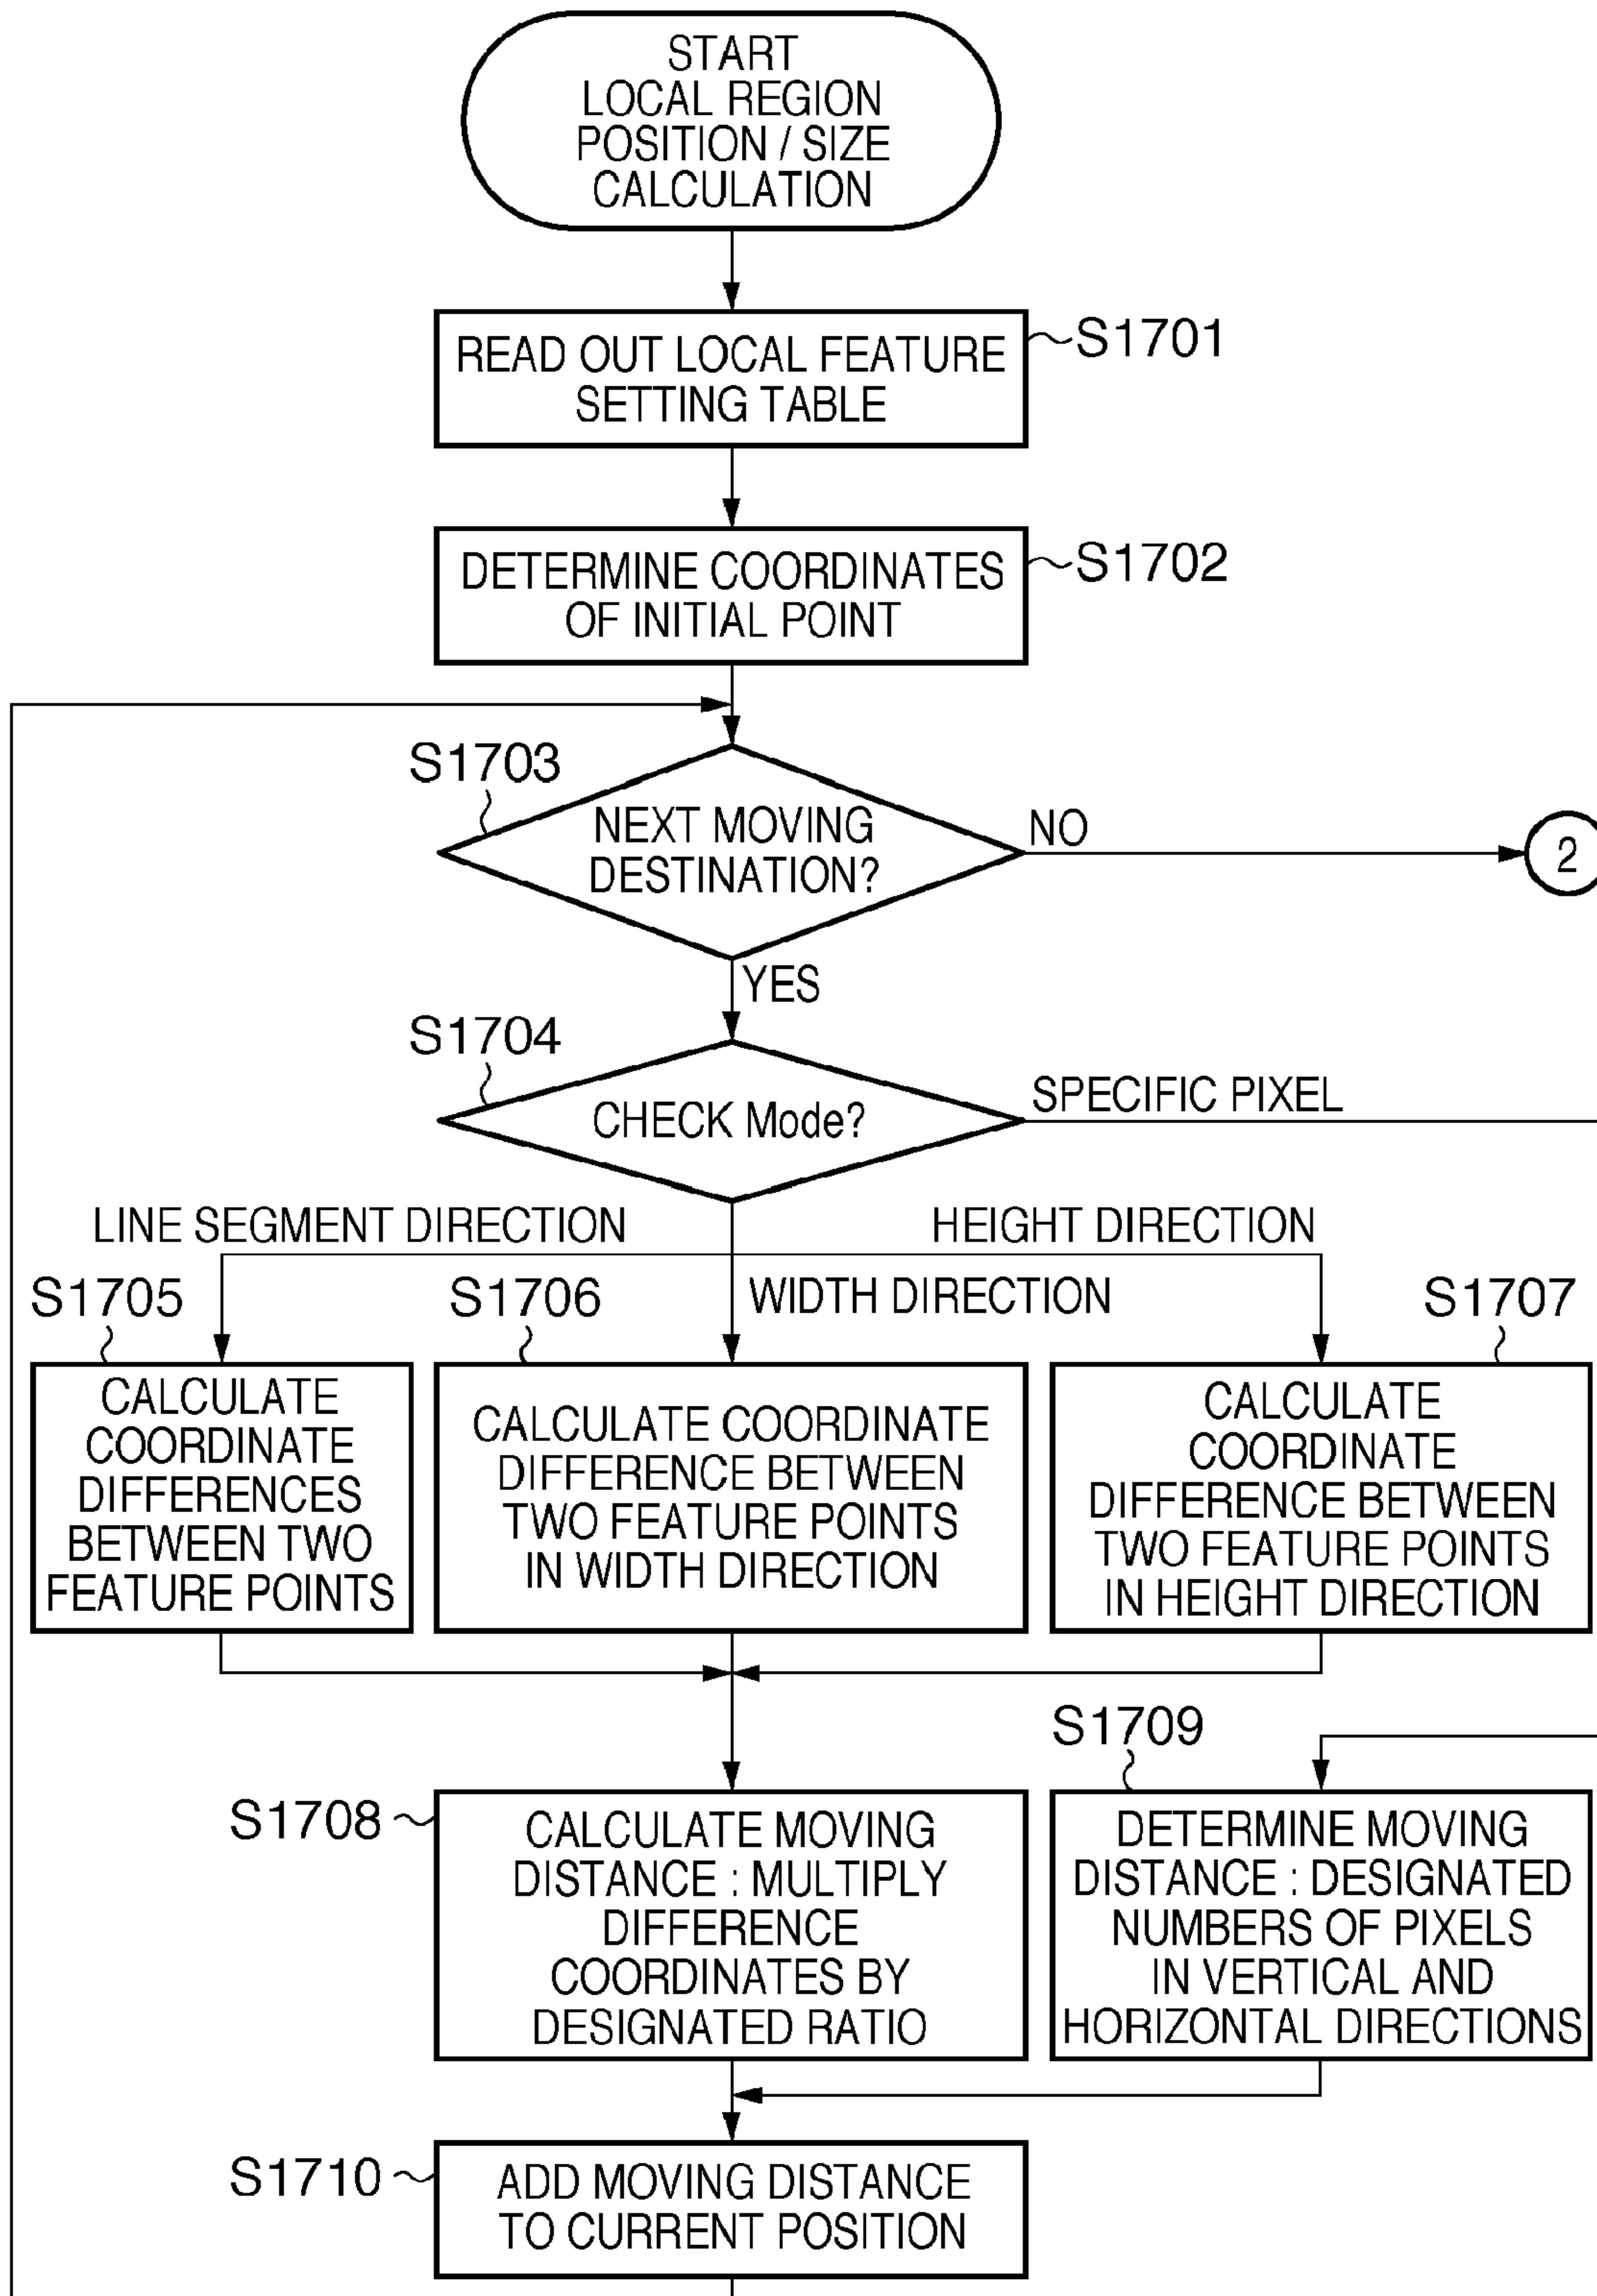 START
LOCAL REGION
POSITION / SIZE
CALCULATION
READ OUT LOCAL FEATURE
SETTING TABLE
S1701
DETERMINE COORDINATES
OF INITIAL POINT
S1702
S1703
NEXT MOVING
DESTINATION?
NO
2
YES
S1704
CHECK Mode?
SPECIFIC PIXEL
LINE SEGMENT DIRECTION
HEIGHT DIRECTION
WIDTH DIRECTION
S1705
CALCULATE
COORDINATE
DIFFERENCES
BETWEEN TWO
FEATURE POINTS
S1706
CALCULATE COORDINATE
DIFFERENCE BETWEEN
TWO FEATURE POINTS
IN WIDTH DIRECTION
S1707
CALCULATE
COORDINATE
DIFFERENCE BETWEEN
TWO FEATURE POINTS
IN HEIGHT DIRECTION
S1708
CALCULATE MOVING
DISTANCE : MULTIPLY
DIFFERENCE
COORDINATES BY
DESIGNATED RATIO
S1709
DETERMINE MOVING
DISTANCE : DESIGNATED
NUMBERS OF PIXELS
IN VERTICAL AND
HORIZONTAL DIRECTIONS
S1710
ADD MOVING DISTANCE
TO CURRENT POSITION